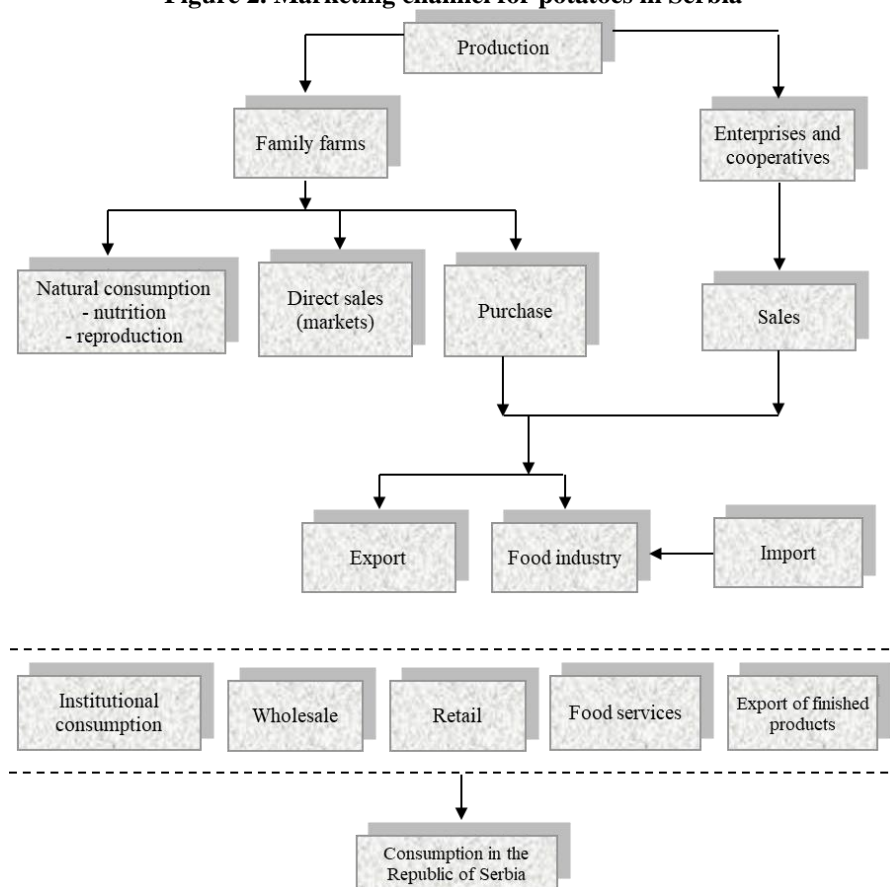 Figure 2. Marketing channel for potatoes in Serbia
Production
Family farms
Enterprises and
cooperatives
Natural consumption
- nutrition
- reproduction
Direct sales
(markets)
Purchase
Sales
Export
Food industry
Import
Institutional
consumption
Wholesale
Retail
Food services
Export of finished
products
Consumption in the
Republic of Serbia